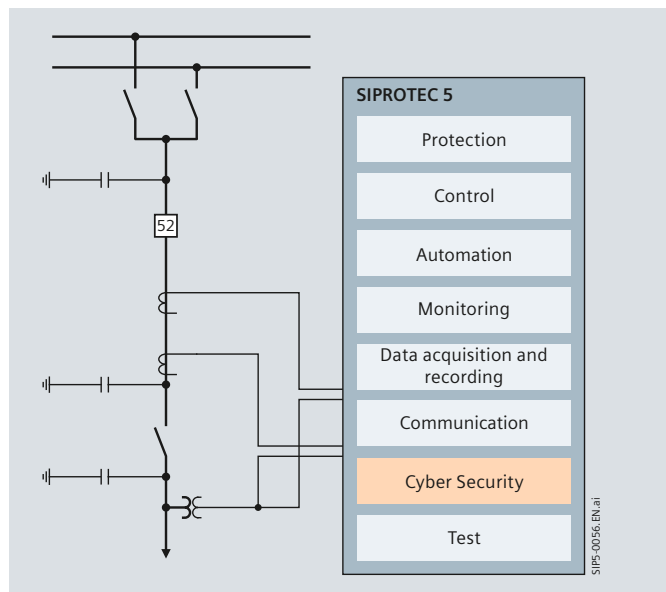 SIPROTEC 5
Protection
Control
52
Automation
Monitoring
Data acquisition and
recording
Communication
Cyber Security
Test
SIP5-0056.EN.ai